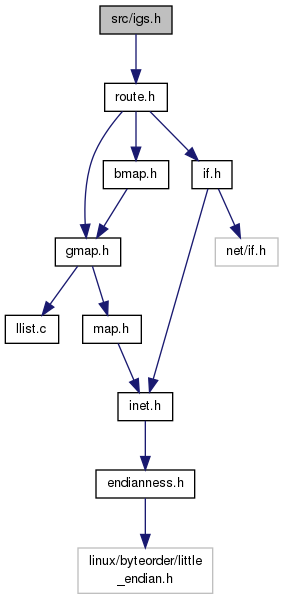 src/igs.h
route.h
bmap.h
if.h
gmap.h
net/if.h
llist.c
map.h
inet.h
endianness.h
linux/byteorder/little
_endian.h